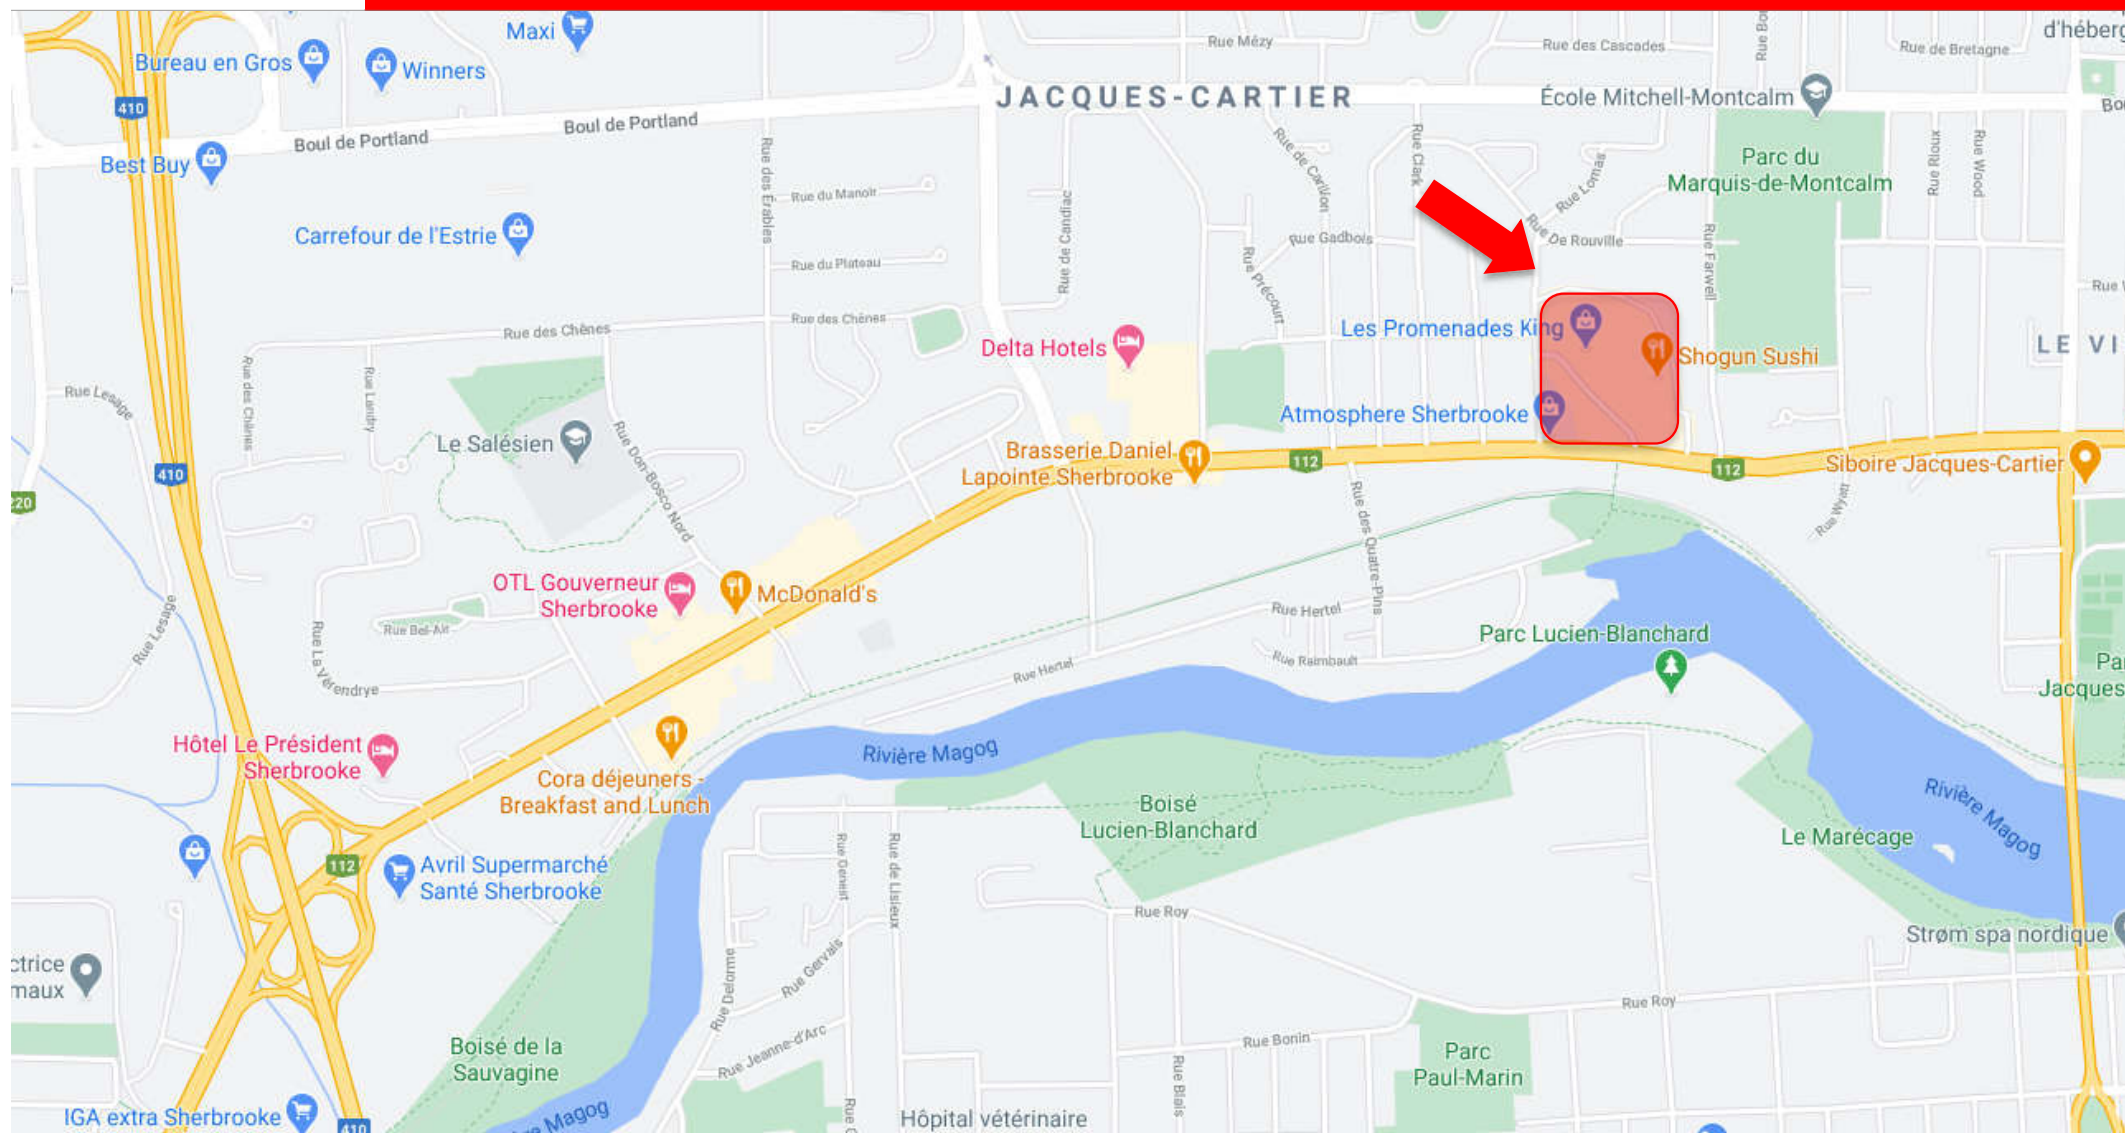 Maxi
Bureau en Gros
Winners
Rue Mézy
Rue des Cascades
Rue de Bretagne
d'héberg
410
JACQUES-CARTIER
École Mitchell-Montcalm
Boul de Portland
Boul de Portland
Best Buy
Rue des Érables
Rue du Manoir
Rue de Candiac
Rue de Carillon
Rue Clark
Rue Lomas
Parc du
Marquis-de-Montcalm
Rue Rioux
Rue Wood
Carrefour de l'Estrie
Rue du Plateau
Rue Gadbois
Rue Précourt
Rue De Rouville
Rue Farwell
Rue des Chênes
Rue des Chênes
Delta Hotels
Les Promenades King
Shogun Sushi
LE VI
Rue Lesage
Rue des Chênes
Rue Landry
Atmosphere Sherbrooke
Le Salésien
Rue Don-Bosco Nord
Brasserie Daniel
Lapointe Sherbrooke
112
112
Siboire Jacques-Cartier
410
220
Rue des Quatre-Pins
Rue Wyatt
OTL Gouverneur
Sherbrooke
McDonald's
Rue Hertel
Rue Lesage
Rue Bel-Air
Rue La Vérendrye
Rue Hertel
Rue Raimbault
Parc Lucien-Blanchard
Pa
Jacques
Hôtel Le Président
Sherbrooke
Rivière Magog
Cora déjeuners -
Breakfast and Lunch
Boisé
Lucien-Blanchard
Rivière Magog
Le Marécage
112
Avril Supermarché
Santé Sherbrooke
Rue Genest
Rue de Lisieux
Rue Roy
Strøm spa nordique
ctrice
maux
Rue Delorme
Rue Gervais
Rue Roy
Boisé de la
Sauvagine
Rue Jeanne-d'Arc
Rue Bonin
Parc
Paul-Marin
Rue Blais
IGA extra Sherbrooke
410
Magog
Hôpital vétérinaire